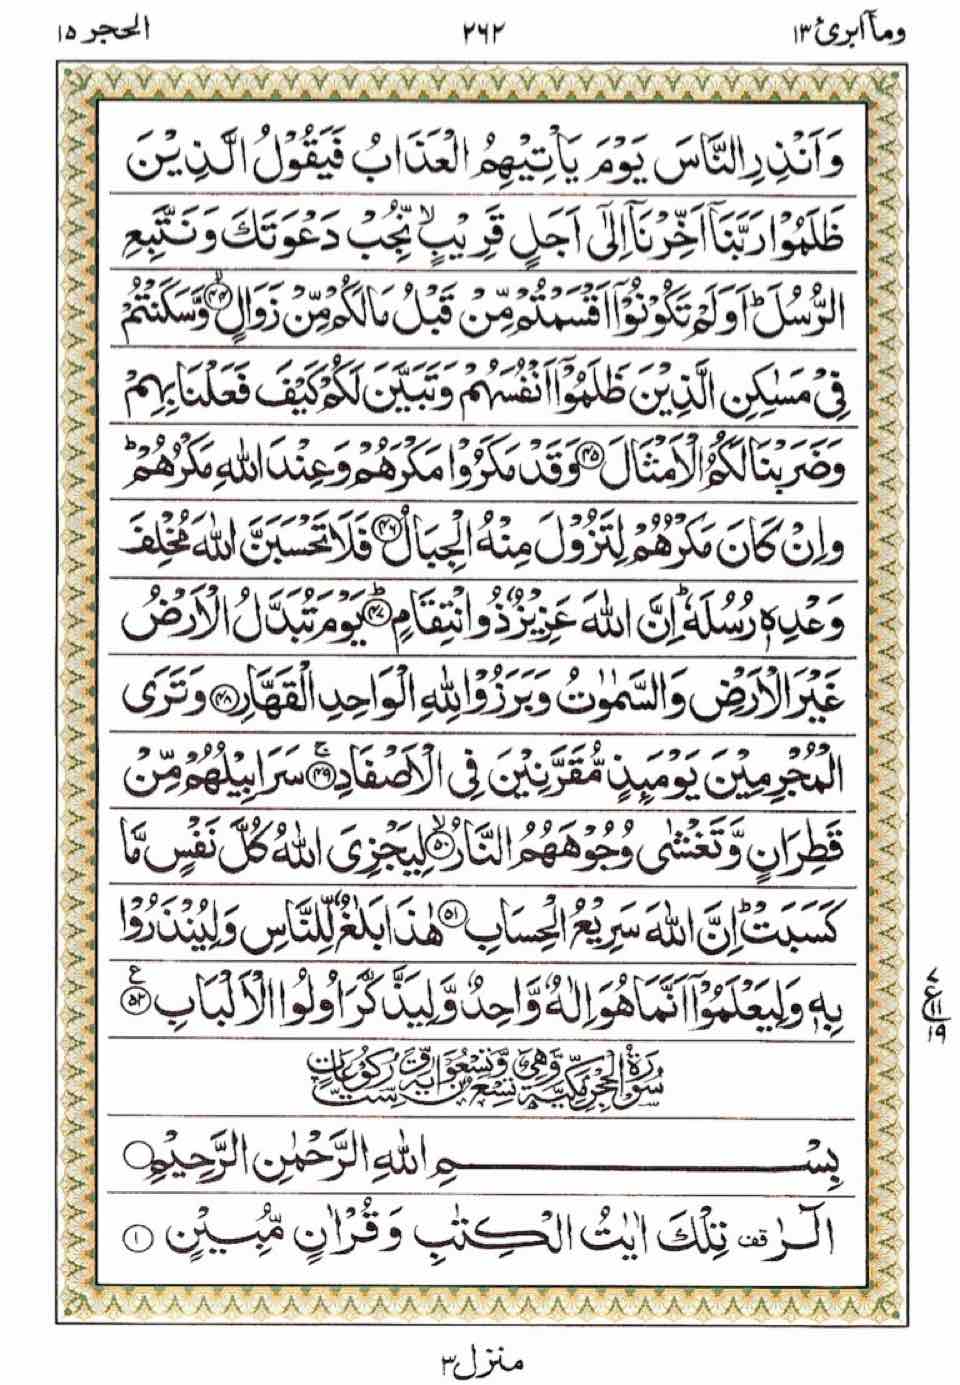 الحجر ١٥ ٢٦٢ ومآ ابرئ ١٣
وَاَنْذِرِ النَّاسَ يَوْمَ يَاْتِيْهِمُ الْعَذَابُ فَيَقُوْلُ الَّذِيْنَ
ظَلَمُوْا رَبَّنَاۤ اَخِّرْنَاۤ اِلٰۤى اَجَلٍ قَرِيْبٍ ۙ نُّجِبْ دَعْوَتَكَ وَنَتَّبِعِ
الرُّسُلَ ؕ اَوَلَمْ تَكُوْنُوْۤا اَقْسَمْتُمْ مِّنْ قَبْلُ مَا لَكُمْ مِّنْ زَوَالٍ ۙ﴿۴۴﴾ وَّسَكَنْتُمْ
فِيْ مَسٰكِنِ الَّذِيْنَ ظَلَمُوْۤا اَنْفُسَهُمْ وَتَبَيَّنَ لَكُمْ كَيْفَ فَعَلْنَا بِهِمْ
وَضَرَبْنَا لَكُمُ الْاَمْثَالَ ﴿۴۵﴾ وَقَدْ مَكَرُوْا مَكْرَهُمْ وَعِنْدَ اللّٰهِ مَكْرُهُمْ ؕ
وَاِنْ كَانَ مَكْرُهُمْ لِتَزُوْلَ مِنْهُ الْجِبَالُ ﴿۴۶﴾ فَلَا تَحْسَبَنَّ اللّٰهَ مُخْلِفَ
وَعْدِهٖ رُسُلَهٗ ؕ اِنَّ اللّٰهَ عَزِيْزٌ ذُو انْتِقَامٍ ؕ﴿۴۷﴾ يَوْمَ تُبَدَّلُ الْاَرْضُ
غَيْرَ الْاَرْضِ وَالسَّمٰوٰتُ وَبَرَزُوْا لِلّٰهِ الْوَاحِدِ الْقَهَّارِ ﴿۴۸﴾ وَتَرَى
الْمُجْرِمِيْنَ يَوْمَئِذٍ مُّقَرَّنِيْنَ فِي الْاَصْفَادِ ۚ﴿۴۹﴾ سَرَابِيْلُهُمْ مِّنْ
قَطِرَانٍ وَّتَغْشٰى وُجُوْهَهُمُ النَّارُ ۙ﴿۵۰﴾ لِيَجْزِيَ اللّٰهُ كُلَّ نَفْسٍ مَّا
كَسَبَتْ ؕ اِنَّ اللّٰهَ سَرِيْعُ الْحِسَابِ ﴿۵۱﴾ هٰذَا بَلٰغٌ لِّلنَّاسِ وَلِيُنْذَرُوْا
بِهٖ وَلِيَعْلَمُوْۤا اَنَّمَا هُوَ اِلٰهٌ وَّاحِدٌ وَّلِيَذَّكَّرَ اُولُوا الْاَلْبَابِ ﴿۵۲﴾ ع
٧ ع ١١ ١٩
سُوْرَةُ الْحِجْرِ مَكِّيَّةٌ وَّهِيَ تِسْعٌ وَّتِسْعُوْنَ اٰيَةً وَّسِتُّ رُكُوْعَاتٍ
بِسْمِ اللّٰهِ الرَّحْمٰنِ الرَّحِيْمِ
الٓرٰ قف تِلْكَ اٰيٰتُ الْكِتٰبِ وَقُرْاٰنٍ مُّبِيْنٍ ﴿۱﴾
منزل ٣